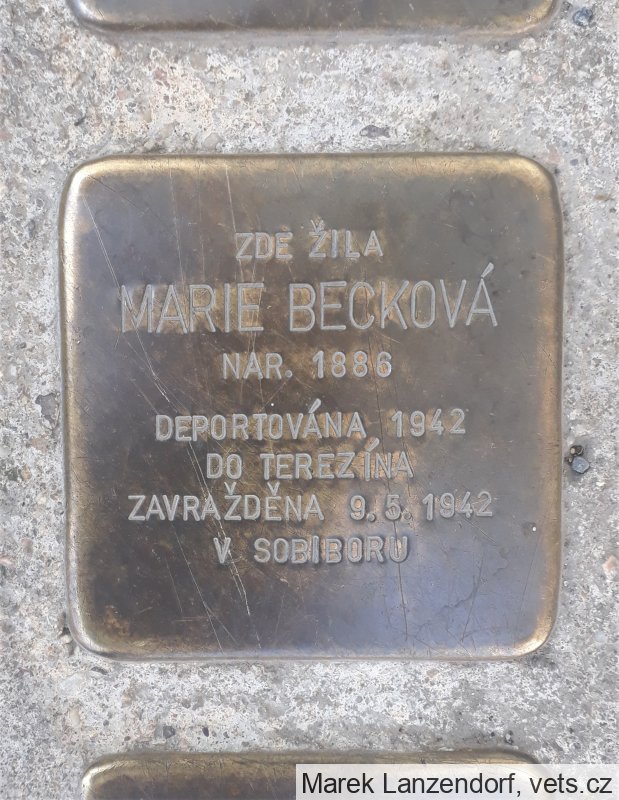 ZDE ŽILA
MARIE BECKOVÁ
NAR. 1886
DEPORTOVÁNA 1942
DO TEREZÍNA
ZAVRAŽDĚNA 9.5.1942
V SOBIBORU
Marek Lanzendorf, vets.cz